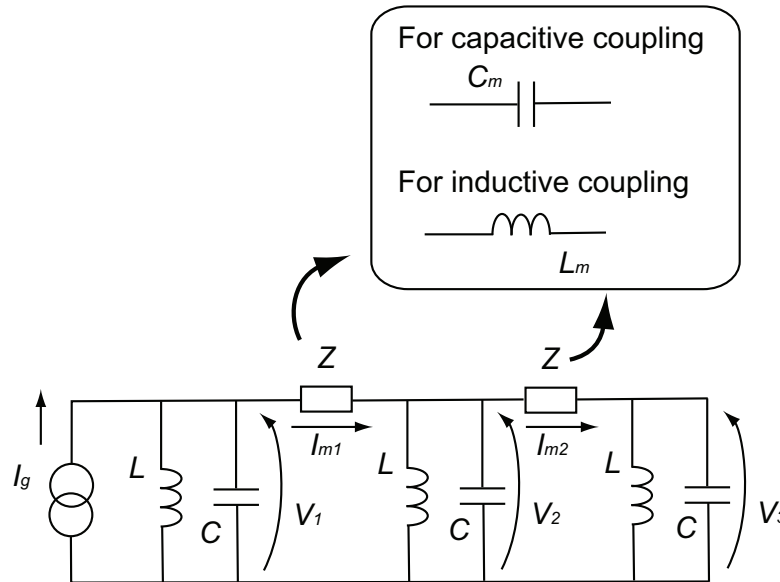 For capacitive coupling
Cm
For inductive coupling
Lm
Z Z
Ig L C V1 Im1 L C V2 Im2 L C V3